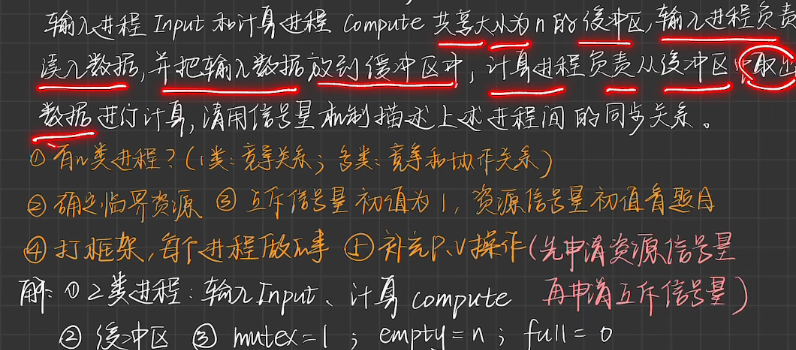 输入进程 Input 和计算进程 Compute 共享大小为 n 的缓冲区,输入进程负责
读入数据,并把输入数据放到缓冲区中,计算进程负责从缓冲区中取出
数据进行计算,请用信号量机制描述上述进程间的同步关系。
①有几类进程?(1类:竞争关系;多类:竞争和协作关系)
②确定临界资源 ③互斥信号量初值为1,资源信号量初值看题目
④打框架,每个进程做的事 ⑤补充P、V操作(先申请资源信号量
解:①2类进程:输入Input、计算 compute 再申请互斥信号量)
②缓冲区 ③ mutex=1 ; empty=n ; full=0